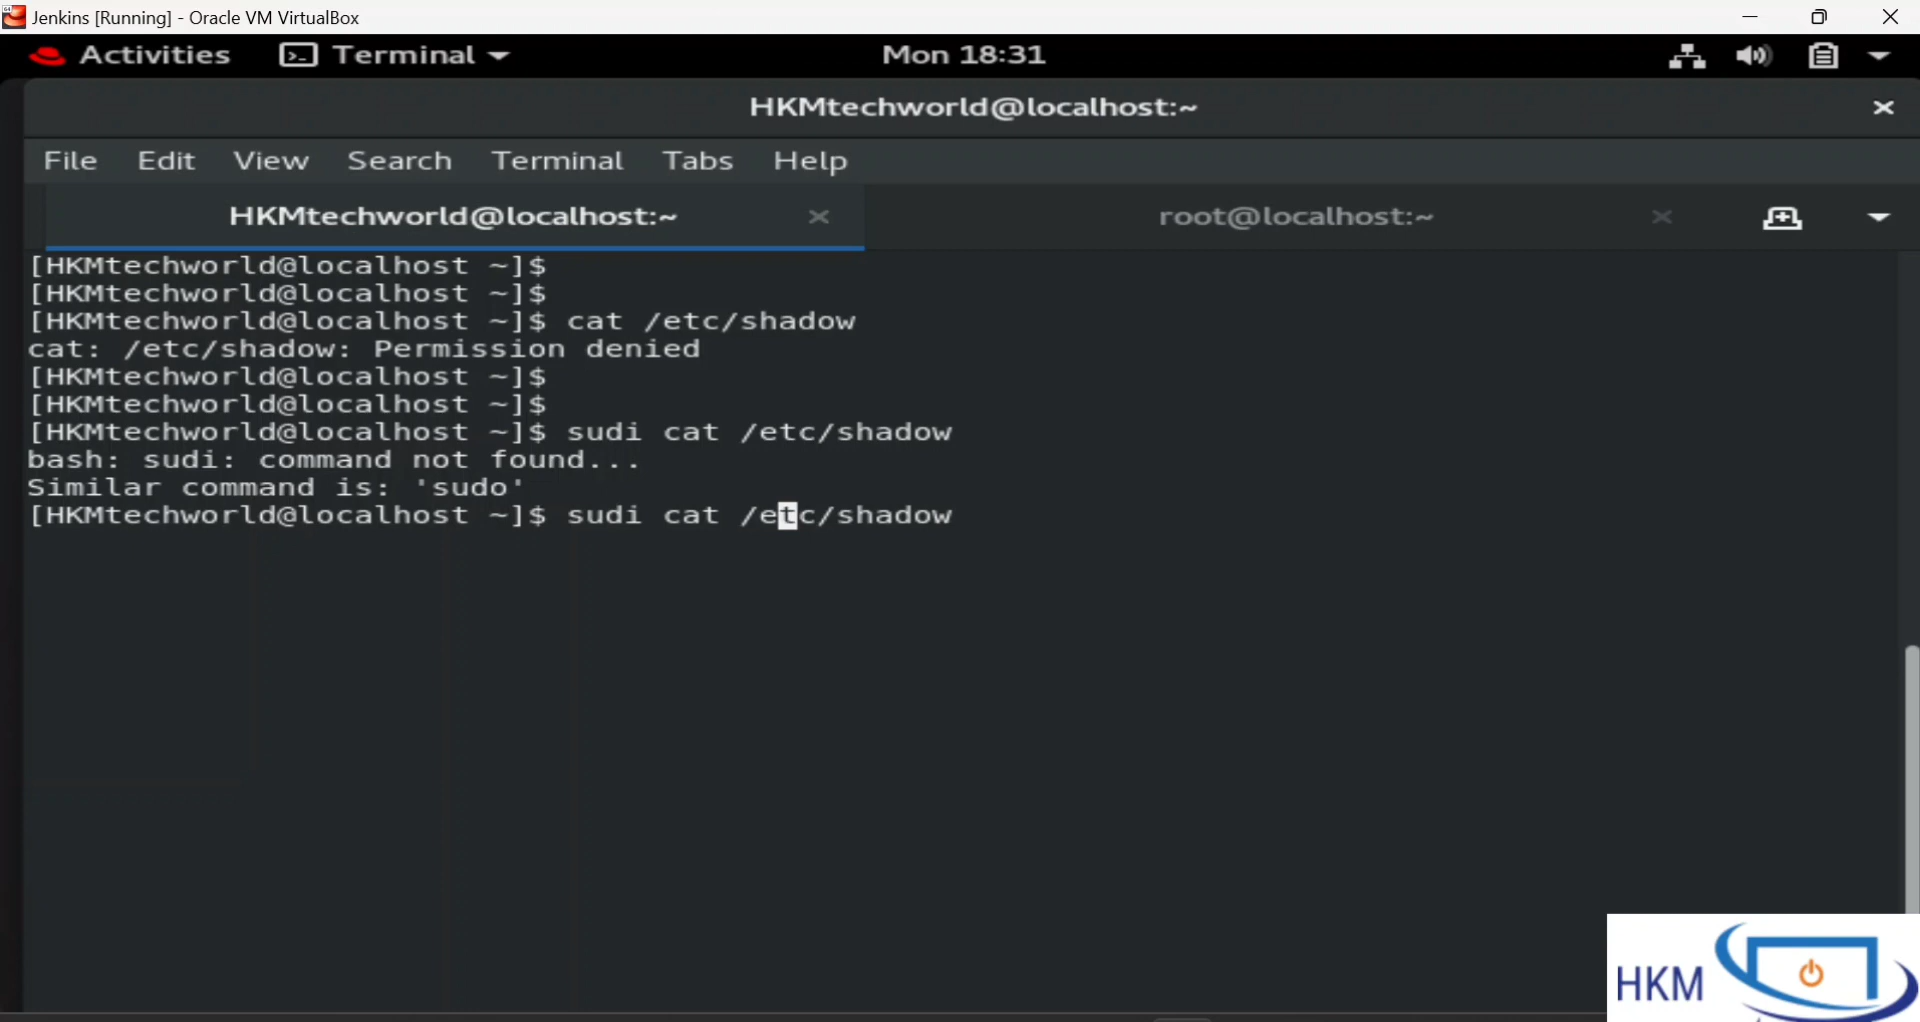 Jenkins [Running] - Oracle VM VirtualBox
Activities Terminal Mon 18:31
HKMtechworld@localhost:~
File Edit View Search Terminal Tabs Help
HKMtechworld@localhost:~ root@localhost:~
[HKMtechworld@localhost ~]$
[HKMtechworld@localhost ~]$
[HKMtechworld@localhost ~]$ cat /etc/shadow
cat: /etc/shadow: Permission denied
[HKMtechworld@localhost ~]$
[HKMtechworld@localhost ~]$
[HKMtechworld@localhost ~]$ sudi cat /etc/shadow
bash: sudi: command not found...
Similar command is: 'sudo'
[HKMtechworld@localhost ~]$ sudi cat /etc/shadow
HKM